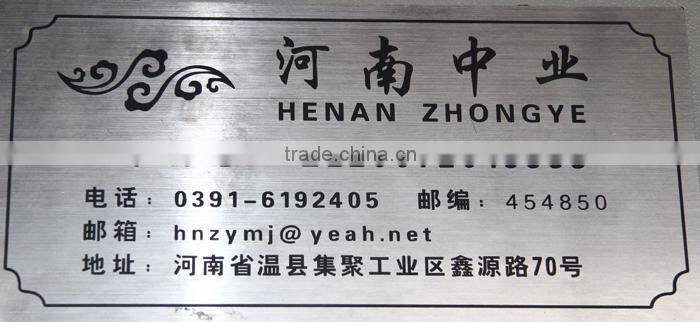 河南中业
HENAN ZHONGYE
trade.china.cn
电话：0391-6192405 邮编：454850
邮箱：hnzymj@yeah.net
地址：河南省温县集聚工业区鑫源路70号